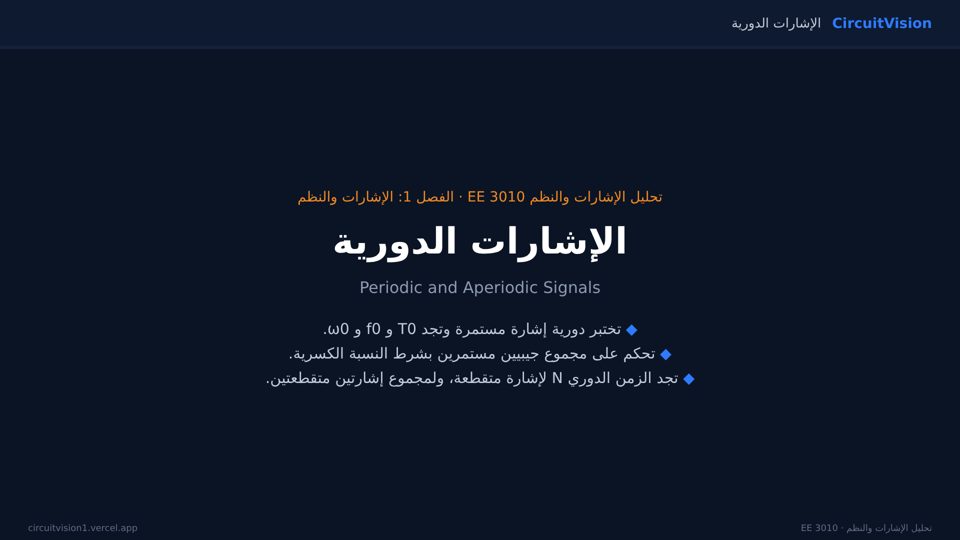 CircuitVision الإشارات الدورية
تحليل الإشارات والنظم EE 3010 · الفصل 1: الإشارات والنظم
الإشارات الدورية
Periodic and Aperiodic Signals
◆ تختبر دورية إشارة مستمرة وتجد T0 و f0 و ω0.
◆ تحكم على مجموع جيبيين مستمرين بشرط النسبة الكسرية.
◆ تجد الزمن الدوري N لإشارة متقطعة، ولمجموع إشارتين متقطعتين.
تحليل الإشارات والنظم · EE 3010
circuitvision1.vercel.app